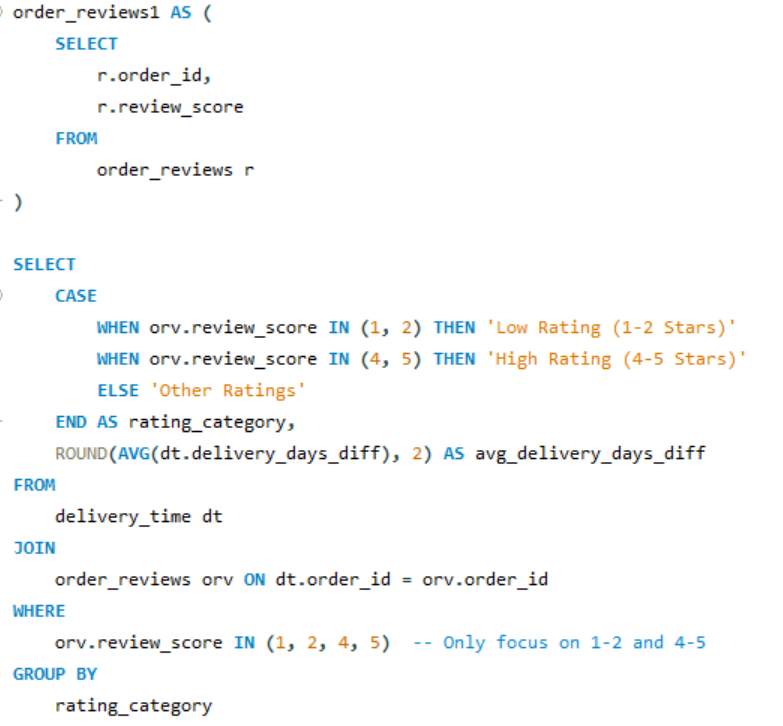 order_reviews1 AS (
    SELECT
        r.order_id,
        r.review_score
    FROM
        order_reviews r
)

SELECT
    CASE
        WHEN orv.review_score IN (1, 2) THEN 'Low Rating (1-2 Stars)'
        WHEN orv.review_score IN (4, 5) THEN 'High Rating (4-5 Stars)'
        ELSE 'Other Ratings'
    END AS rating_category,
    ROUND(AVG(dt.delivery_days_diff), 2) AS avg_delivery_days_diff
FROM
    delivery_time dt
JOIN
    order_reviews orv ON dt.order_id = orv.order_id
WHERE
    orv.review_score IN (1, 2, 4, 5)  -- Only focus on 1-2 and 4-5
GROUP BY
    rating_category